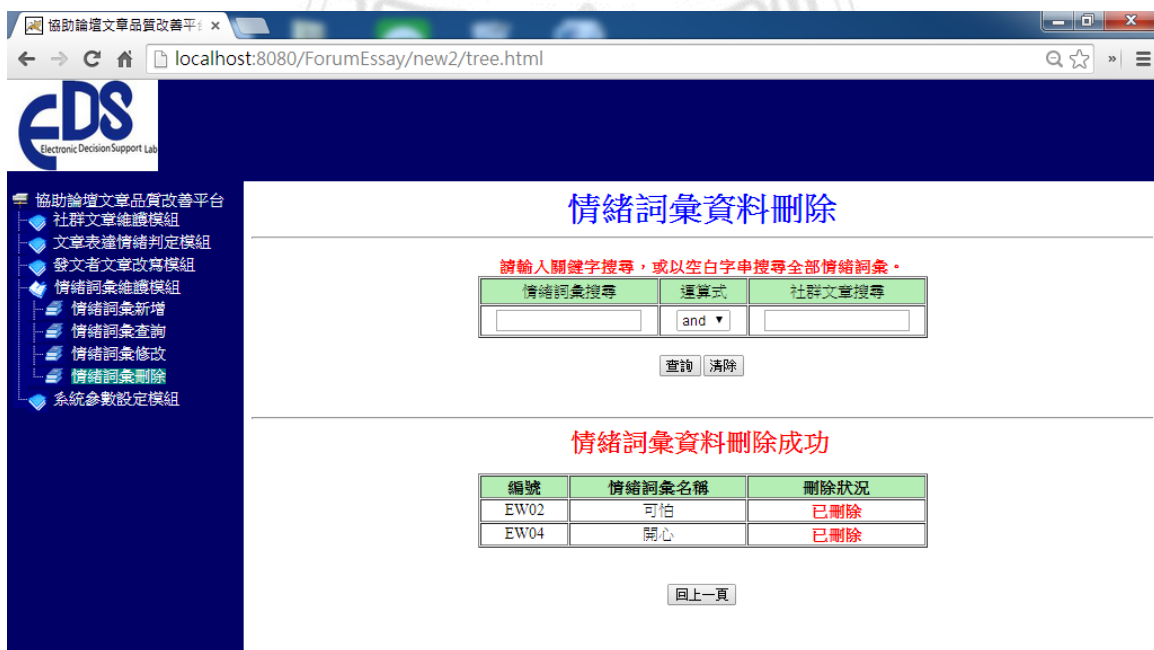 協助論壇文章品質改善平台
localhost:8080/ForumEssay/new2/tree.html
EDS
Electronic Decision Support Lab
協助論壇文章品質改善平台
社群文章維護模組
文章表達情緒判定模組
發文者文章改寫模組
情緒詞彙維護模組
情緒詞彙新增
情緒詞彙查詢
情緒詞彙修改
情緒詞彙刪除
系統參數設定模組
情緒詞彙資料刪除
請輸入關鍵字搜尋，或以空白字串搜尋全部情緒詞彙。
情緒詞彙搜尋 運算式 社群文章搜尋
and
查詢 清除
情緒詞彙資料刪除成功
編號 情緒詞彙名稱 刪除狀況
EW02 可怕 已刪除
EW04 開心 已刪除
回上一頁